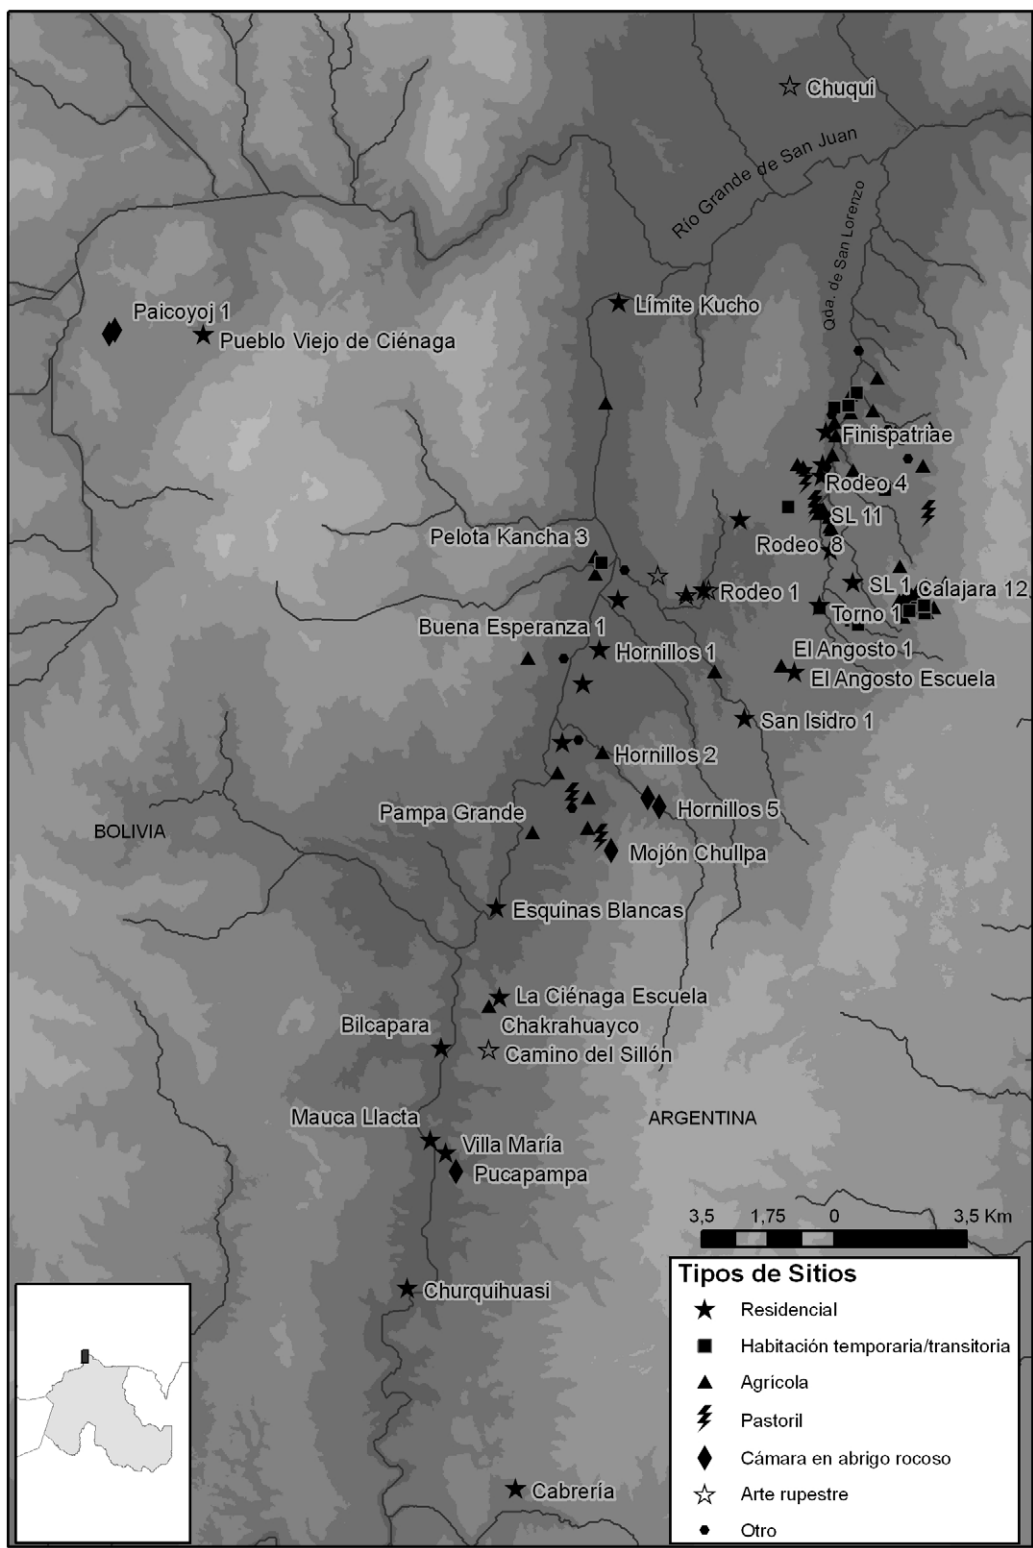 Chuqui
Río Grande de San Juan
Qda. de San Lorenzo
Límite Kucho
Paicoyoj 1
Pueblo Viejo de Ciénaga
Finispatriae
Rodeo 4
SL 11
Pelota Kancha 3
Rodeo 8
SL 1
Calajara 12
Rodeo 1
Torno 1
Buena Esperanza 1
Hornillos 1
El Angosto 1
El Angosto Escuela
San Isidro 1
Hornillos 2
Hornillos 5
Pampa Grande
BOLIVIA
Mojón Chullpa
Esquinas Blancas
La Ciénaga Escuela
Bilcapara
Chakrahuayco
Camino del Sillón
Mauca Llacta
ARGENTINA
Villa María
Pucapampa
3,5 1,75 0 3,5 Km
Churquihuasi
Cabrería
Tipos de Sitios
Residencial
Habitación temporaria/transitoria
Agrícola
Pastoril
Cámara en abrigo rocoso
Arte rupestre
Otro